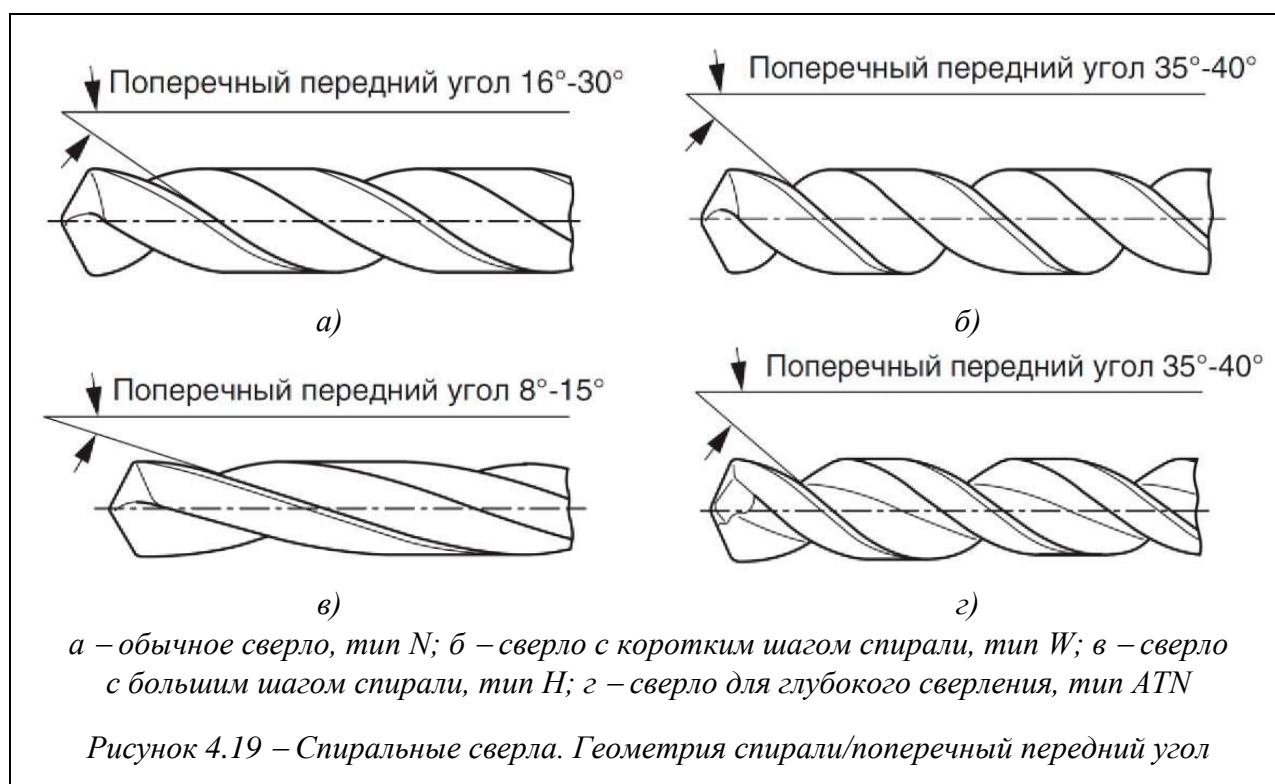 Поперечный передний угол 16°-30°
Поперечный передний угол 35°-40°
а)
б)
Поперечный передний угол 8°-15°
Поперечный передний угол 35°-40°
в)
г)
а – обычное сверло, тип N; б – сверло с коротким шагом спирали, тип W; в – сверло
с большим шагом спирали, тип H; г – сверло для глубокого сверления, тип ATN
Рисунок 4.19 – Спиральные сверла. Геометрия спирали/поперечный передний угол